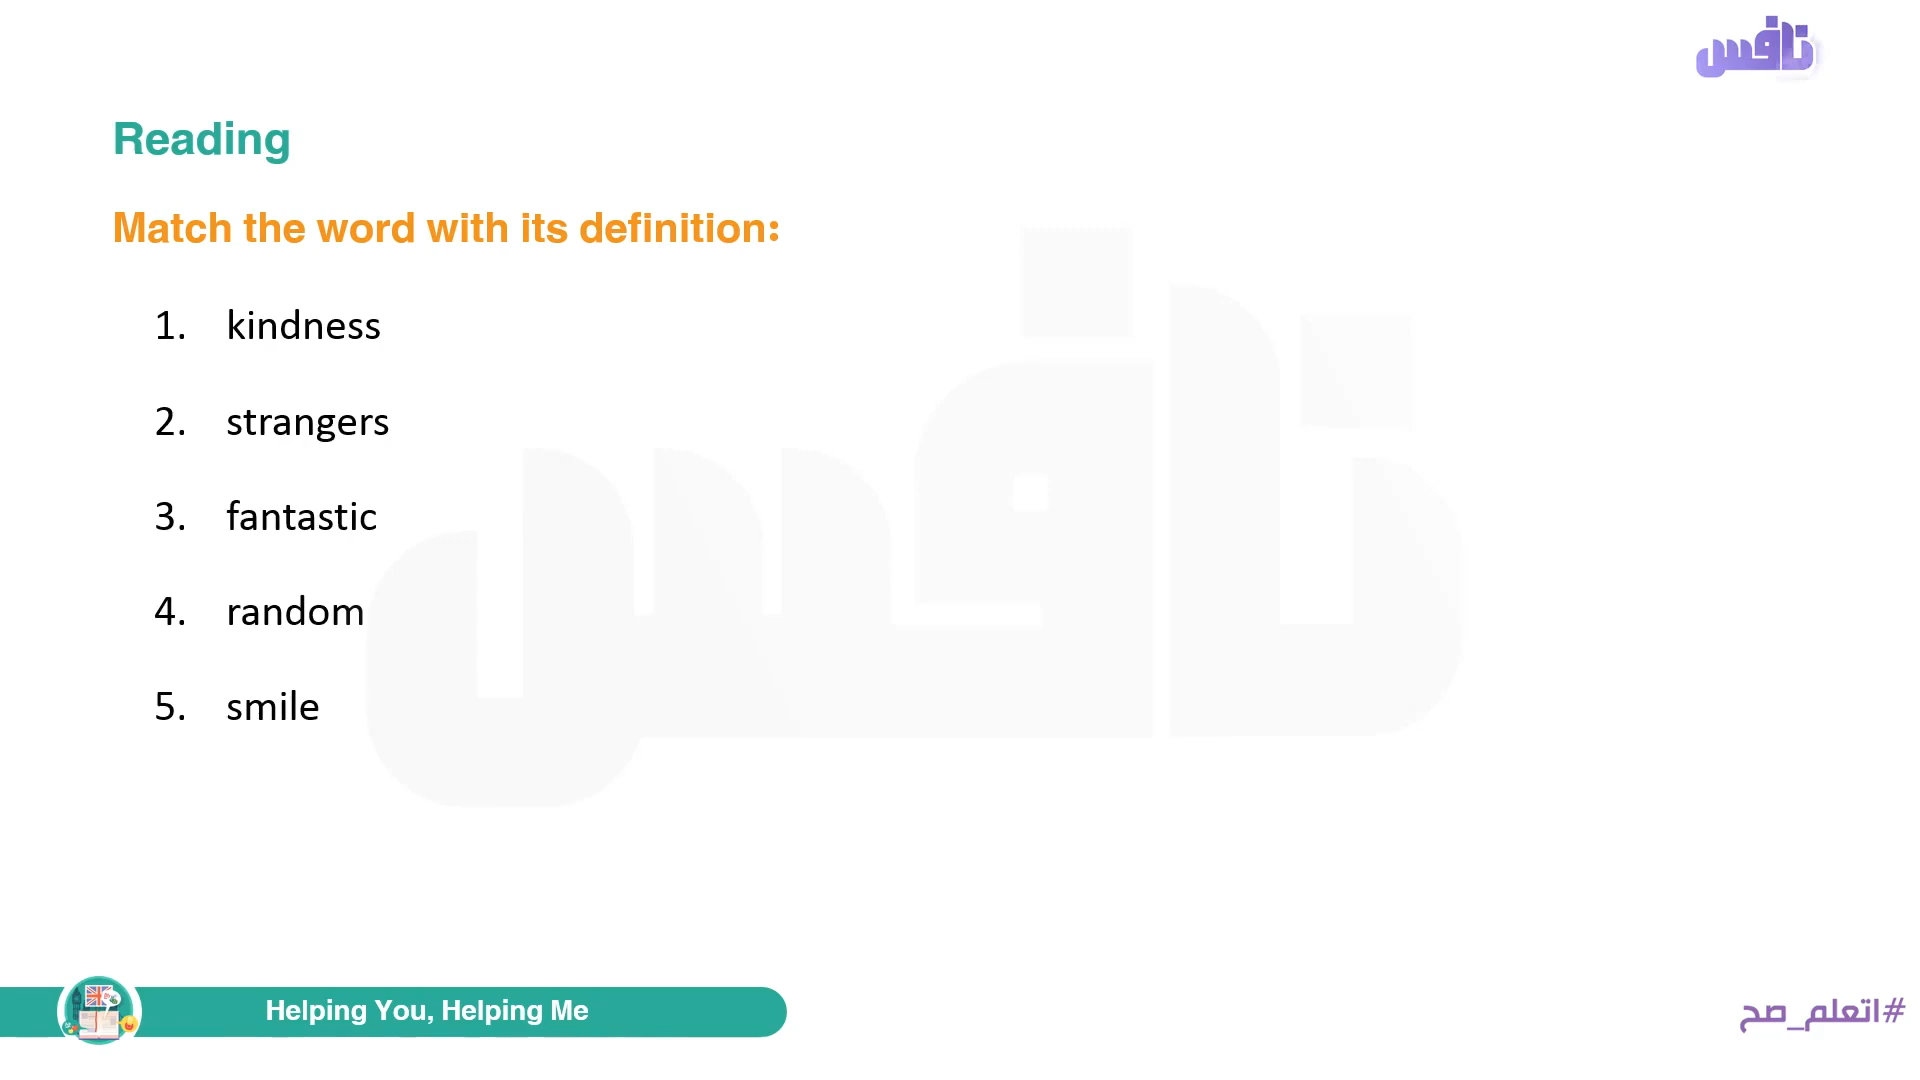 نافس
Reading
Match the word with its definition:
1. kindness
2. strangers
3. fantastic
4. random
5. smile
Helping You, Helping Me
#اتعلم_صح